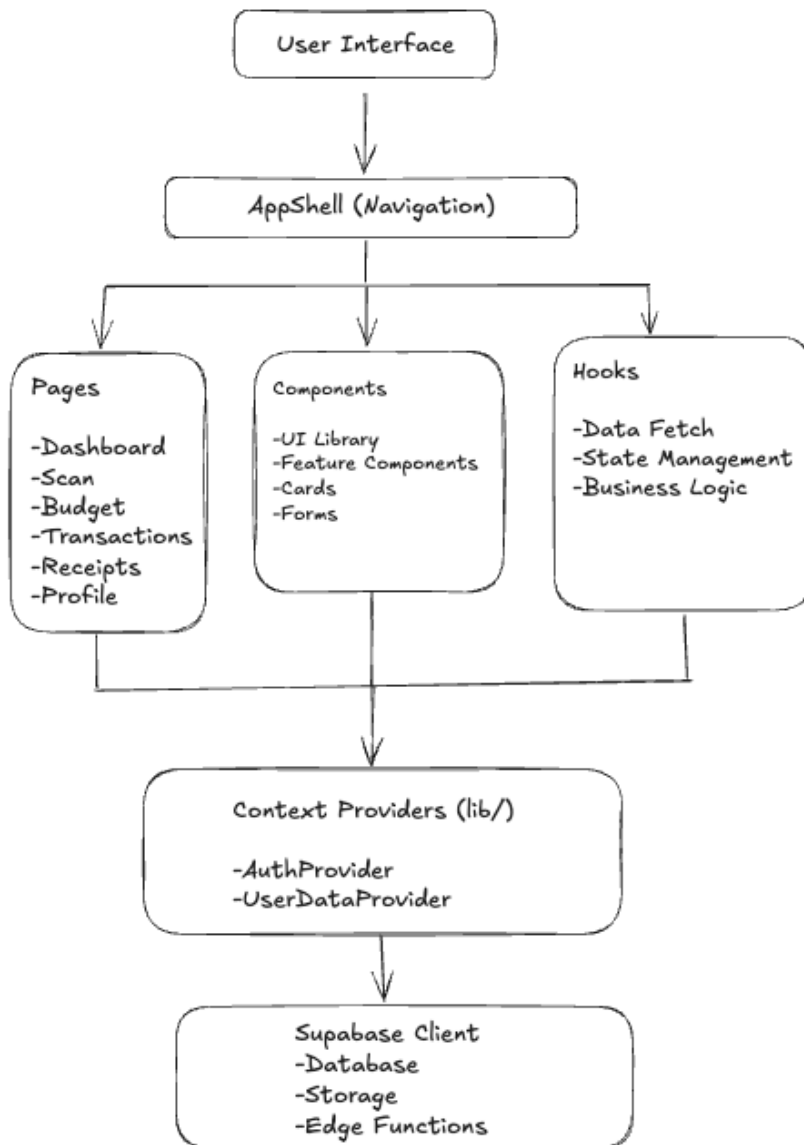 User Interface
AppShell (Navigation)
Pages
-Dashboard
-Scan
-Budget
-Transactions
-Receipts
-Profile
Components
-UI Library
-Feature Components
-Cards
-Forms
Hooks
-Data Fetch
-State Management
-Business Logic
Context Providers (lib/)
-AuthProvider
-UserDataProvider
Supabase Client
-Database
-Storage
-Edge Functions